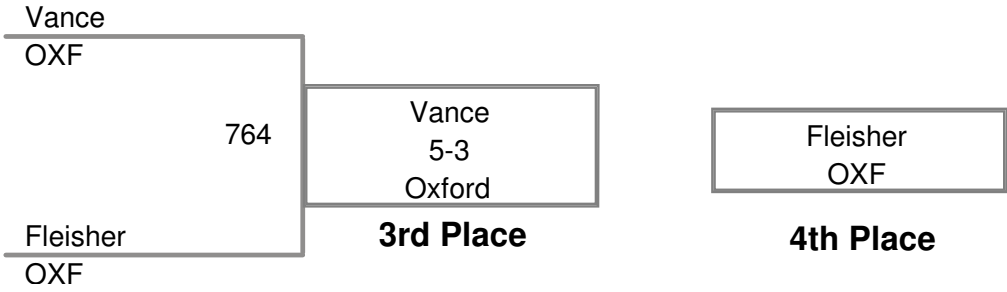 Vance
OXF
764
Vance
5-3
Oxford
3rd Place
Fleisher
OXF
Fleisher
OXF
4th Place